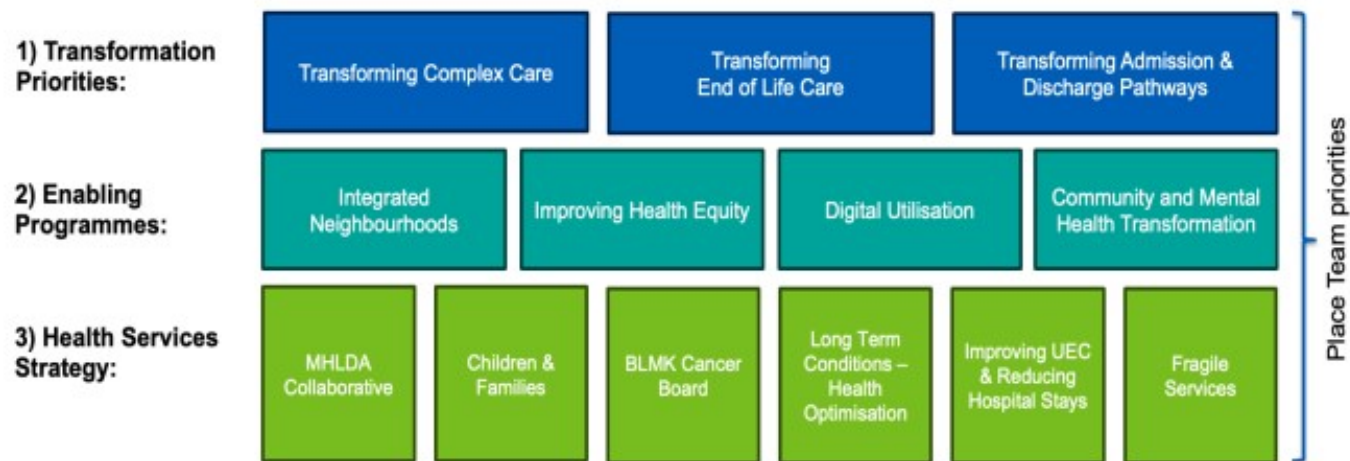 1) Transformation
Priorities:
Transforming Complex Care
Transforming
End of Life Care
Transforming Admission &
Discharge Pathways
2) Enabling
Programmes:
Integrated
Neighbourhoods
Improving Health Equity
Digital Utilisation
Community and Mental
Health Transformation
3) Health Services
Strategy:
MHLDA
Collaborative
Children &
Families
BLMK Cancer
Board
Long Term
Conditions –
Health
Optimisation
Improving UEC
& Reducing
Hospital Stays
Fragile
Services
Place Team priorities